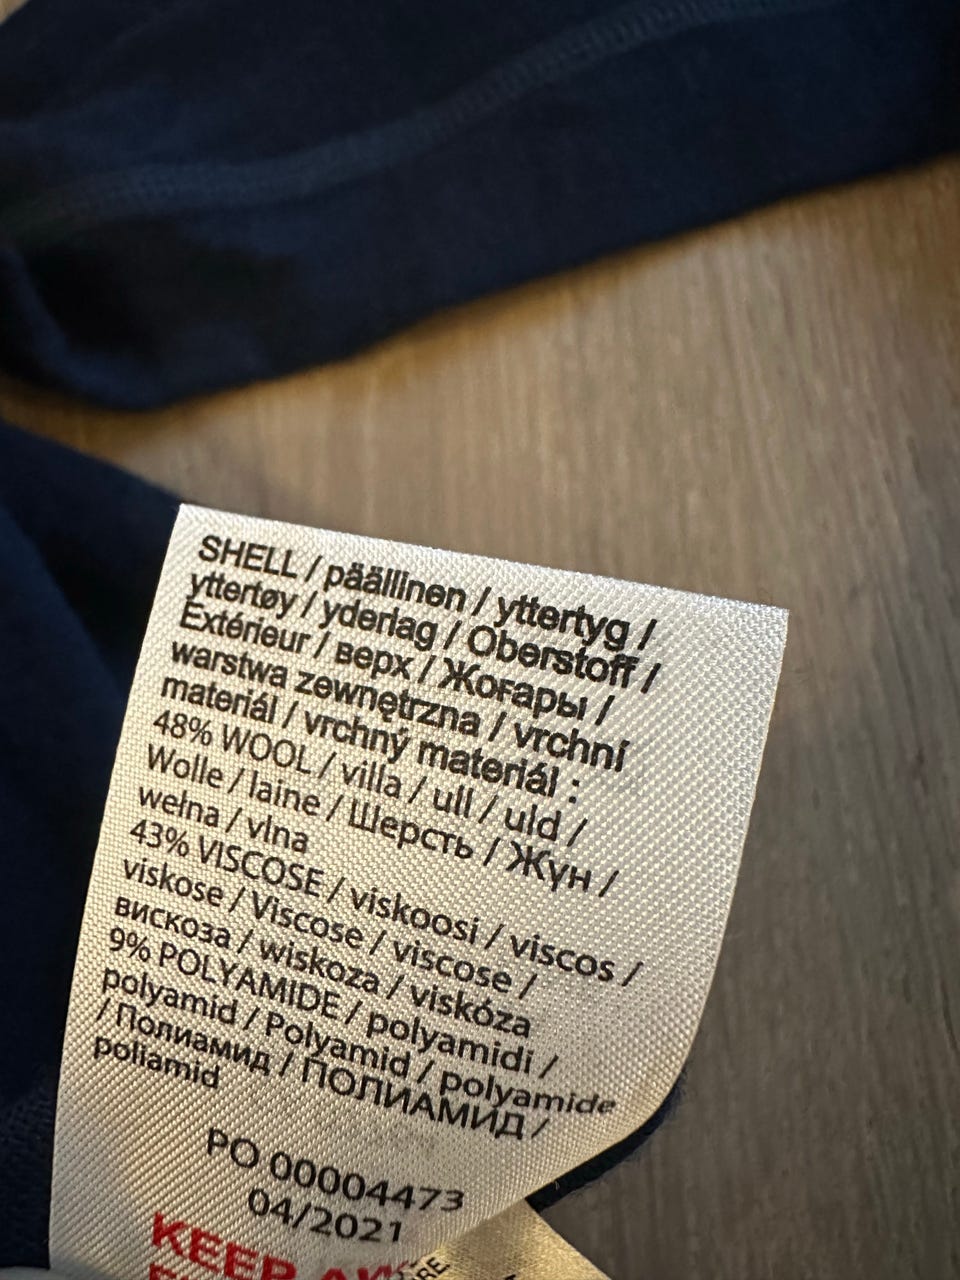 SHELL / päällinen / yttertyg /
yttertøy / yderlag / Oberstoff /
Extérieur / верх / Жоғары /
warstwa zewnętrzna / vrchní
materiál / vrchný materiál :
48% WOOL / villa / ull / uld /
Wolle / laine / Шерсть / Жүн /
wełna / vlna
43% VISCOSE / viskoosi / viscos /
viskose / Viscose / viscose /
вискоза / wiskoza / viskóza
9% POLYAMIDE / polyamidi /
polyamid / Polyamid / polyamide
/ Полиамид / ПОЛИАМИД /
poliamid
PO 00004473
04/2021
KEEP